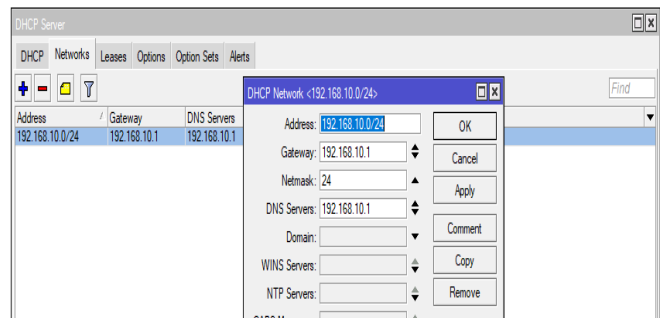 DHCP Server
DHCP Networks Leases Options Option Sets Alerts
Find
Address Gateway DNS Servers
192.168.10.0/24 192.168.10.1 192.168.10.1
DHCP Network <192.168.10.0/24>
Address: 192.168.10.0/24 OK
Gateway: 192.168.10.1 Cancel
Netmask: 24 Apply
DNS Servers: 192.168.10.1
Domain: Comment
WINS Servers: Copy
NTP Servers: Remove